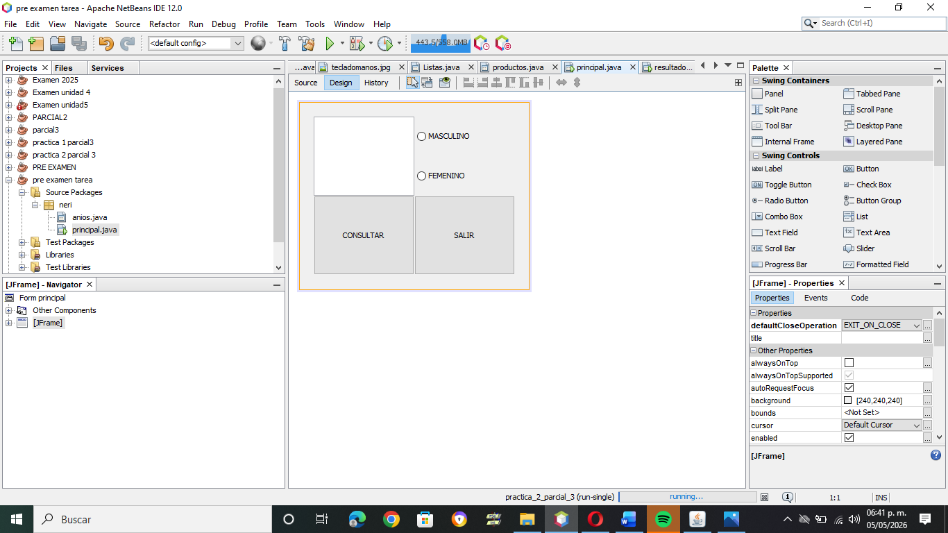 pre examen tarea - Apache NetBeans IDE 12.0
File Edit View Navigate Source Refactor Run Debug Profile Team Tools Window Help
Search (Ctrl+I)
<default config>
Projects Files Services
...ava tecladomanos.jpg Listas.java productos.java principal.java resultado...
Source Design History
Examen 2025
Examen unidad 4
Examen unidad5
PARCIAL2
parcial3
practica 1 parcial3
practica 2 parcial 3
PRE EXAMEN
pre examen tarea
Source Packages
neri
anios.java
principal.java
Test Packages
Libraries
Test Libraries
[JFrame] - Navigator
Form principal
Other Components
[JFrame]
MASCULINO
FEMENINO
CONSULTAR SALIR
Palette
Swing Containers
Panel Tabbed Pane
Split Pane Scroll Pane
Tool Bar Desktop Pane
Internal Frame Layered Pane
Swing Controls
Label Button
Toggle Button Check Box
Radio Button Button Group
Combo Box List
Text Field Text Area
Scroll Bar Slider
Progress Bar Formatted Field
[JFrame] - Properties
Properties Events Code
Properties
defaultCloseOperation EXIT_ON_CLOSE
title
Other Properties
alwaysOnTop
alwaysOnTopSupported
autoRequestFocus
background [240,240,240]
bounds <Not Set>
cursor Default Cursor
enabled
[JFrame]
practica_2_parcial_3 (run-single) running... 1:1 INS
Buscar
06:41 p. m.
05/05/2026